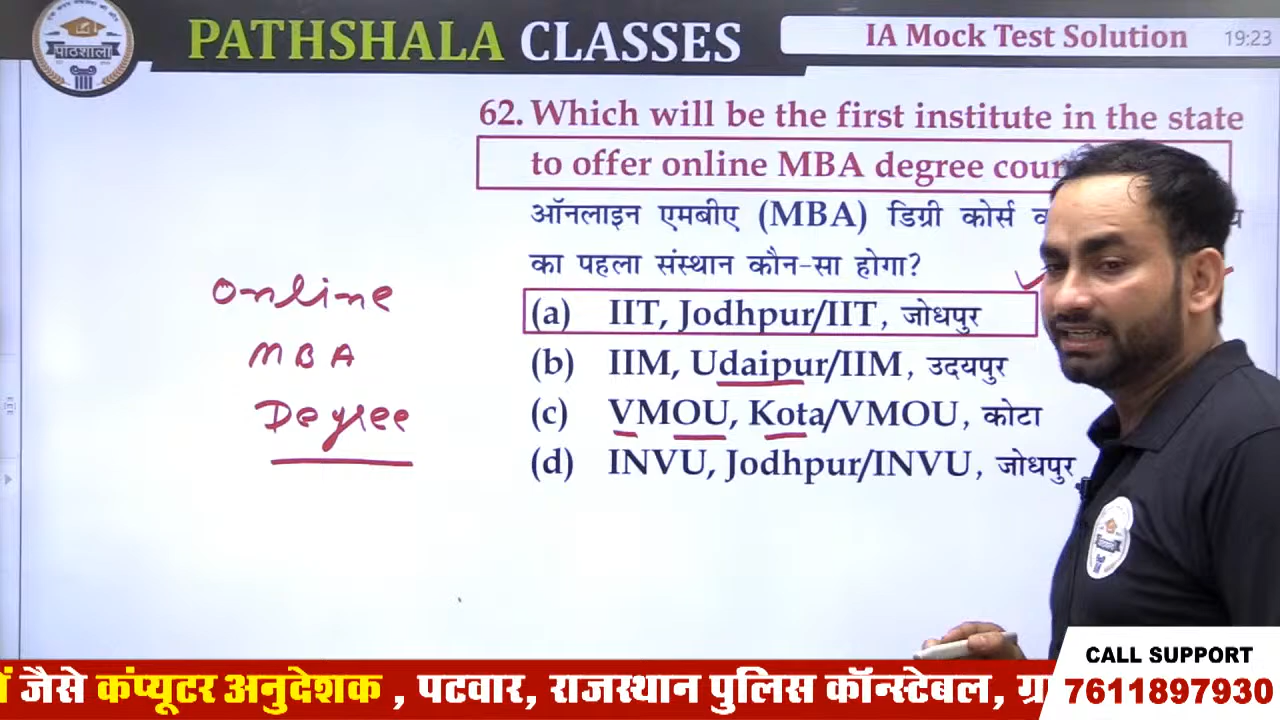 पाठशाला
PATHSHALA CLASSES
IA Mock Test Solution
19:23
62. Which will be the first institute in the state
to offer online MBA degree cour
ऑनलाइन एमबीए (MBA) डिग्री कोर्स
का पहला संस्थान कौन-सा होगा?
(a) IIT, Jodhpur/IIT, जोधपुर
(b) IIM, Udaipur/IIM, उदयपुर
(c) VMOU, Kota/VMOU, कोटा
(d) INVU, Jodhpur/INVU, जोधपुर
Online
MBA
Degree
जैसे कंप्यूटर अनुदेशक , पटवार, राजस्थान पुलिस कॉन्स्टेबल,
CALL SUPPORT
7611897930